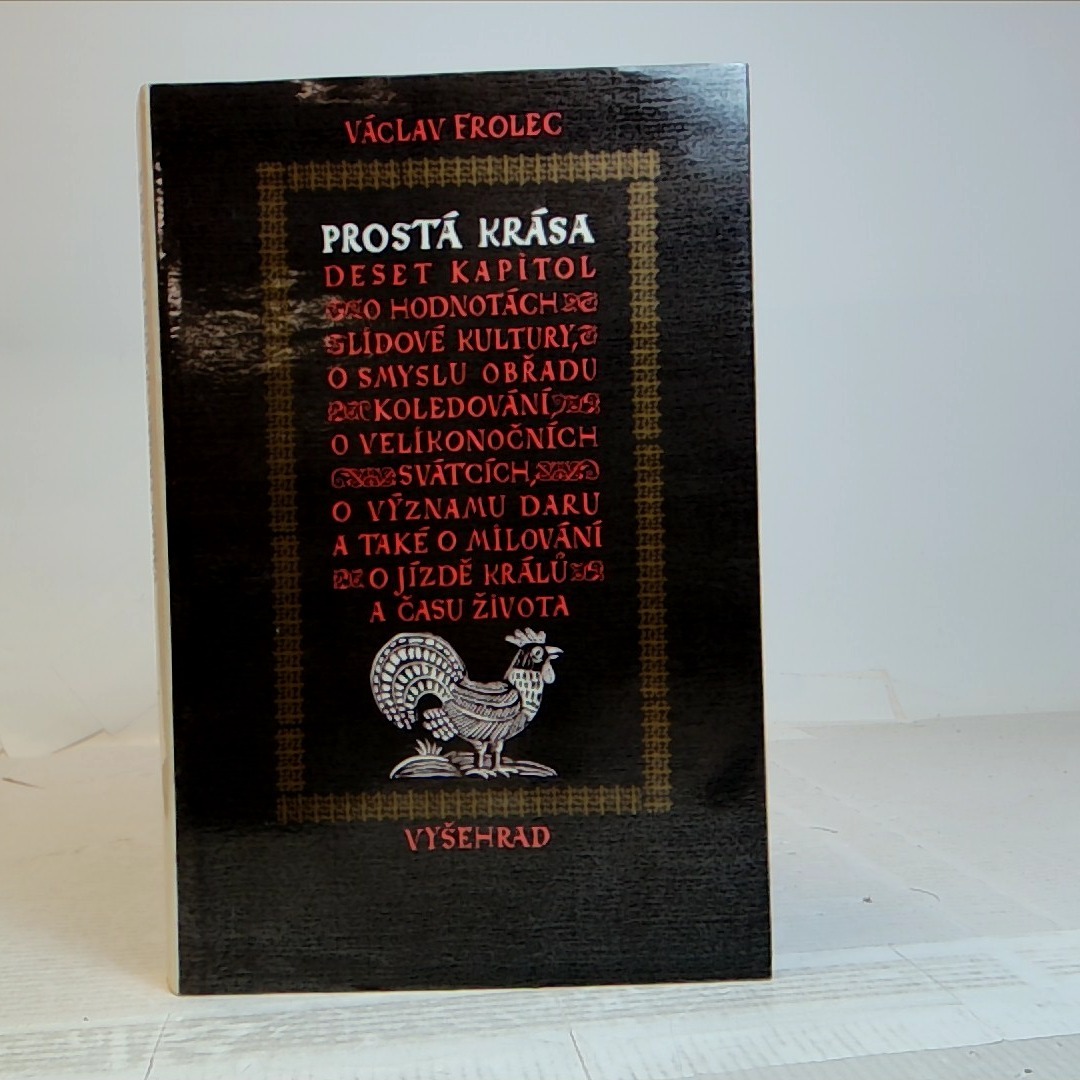 VÁCLAV FROLEC
PROSTÁ KRÁSA
DESET KAPITOL
O HODNOTÁCH
LIDOVÉ KULTURY,
O SMYSLU OBŘADU
KOLEDOVÁNÍ,
O VELIKONOČNÍCH
SVÁTCÍCH,
O VÝZNAMU DARU
A TAKÉ O MILOVÁNÍ
O JÍZDĚ KRÁLŮ
A ČASU ŽIVOTA
VYŠEHRAD